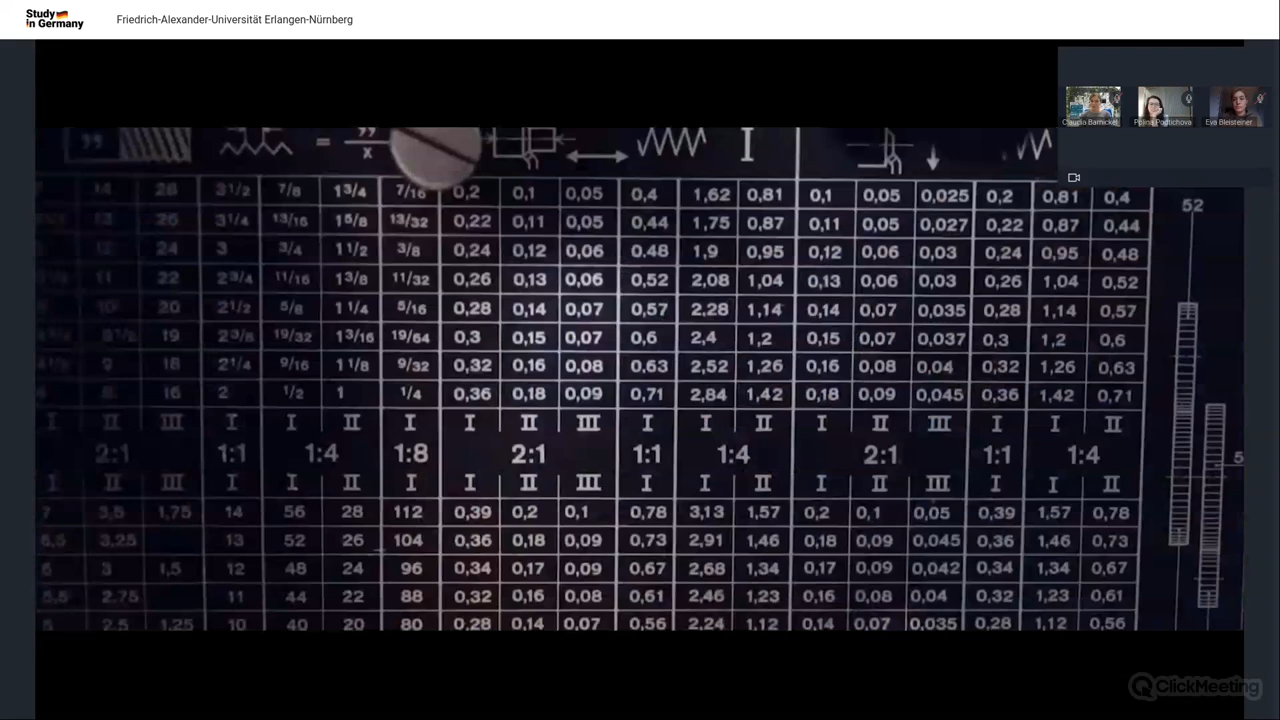 Study in Germany
Friedrich-Alexander-Universität Erlangen-Nürnberg
Claudia Barnickel Polina Podtichova Eva Bleisteiner
" = " I
x
14 28 3 1/2 7/8 1 3/4 7/16 0,2 0,1 0,05 0,4 1,62 0,81 0,1 0,05 0,025 0,2 0,81 0,4 52
26 3 1/4 13/16 1 5/8 13/32 0,22 0,11 0,05 0,44 1,75 0,87 0,11 0,05 0,027 0,22 0,87 0,44
12 24 3 3/4 1 1/2 3/8 0,24 0,12 0,06 0,48 1,9 0,95 0,12 0,06 0,03 0,24 0,95 0,48
11 22 2 3/4 11/16 1 3/8 11/32 0,26 0,13 0,06 0,52 2,08 1,04 0,13 0,06 0,03 0,26 1,04 0,52
10 20 2 1/2 5/8 1 1/4 5/16 0,28 0,14 0,07 0,57 2,28 1,14 0,14 0,07 0,035 0,28 1,14 0,57
9 1/2 19 2 3/8 19/32 1 3/16 19/64 0,3 0,15 0,07 0,6 2,4 1,2 0,15 0,07 0,037 0,3 1,2 0,6
9 18 2 1/4 9/16 1 1/8 9/32 0,32 0,16 0,08 0,63 2,52 1,26 0,16 0,08 0,04 0,32 1,26 0,63
8 16 2 1/2 1 1/4 0,36 0,18 0,09 0,71 2,84 1,42 0,18 0,09 0,045 0,36 1,42 0,71
I II III I I II I I II III I I II I II III I I II
2:1 1:1 1:4 1:8 2:1 1:1 1:4 2:1 1:1 1:4 5
I II III I I II I I II III I I II I II III I I II
7 3,5 1,75 14 56 28 112 0,39 0,2 0,1 0,78 3,13 1,57 0,2 0,1 0,05 0,39 1,57 0,78
6,5 3,25 13 52 26 104 0,36 0,18 0,09 0,73 2,91 1,46 0,18 0,09 0,045 0,36 1,46 0,73
6 3 1,5 12 48 24 96 0,34 0,17 0,09 0,67 2,68 1,34 0,17 0,09 0,042 0,34 1,34 0,67
5,5 2,75 11 44 22 88 0,32 0,16 0,08 0,61 2,46 1,23 0,16 0,08 0,04 0,32 1,23 0,61
5 2,5 1,25 10 40 20 80 0,28 0,14 0,07 0,56 2,24 1,12 0,14 0,07 0,035 0,28 1,12 0,56
ClickMeeting